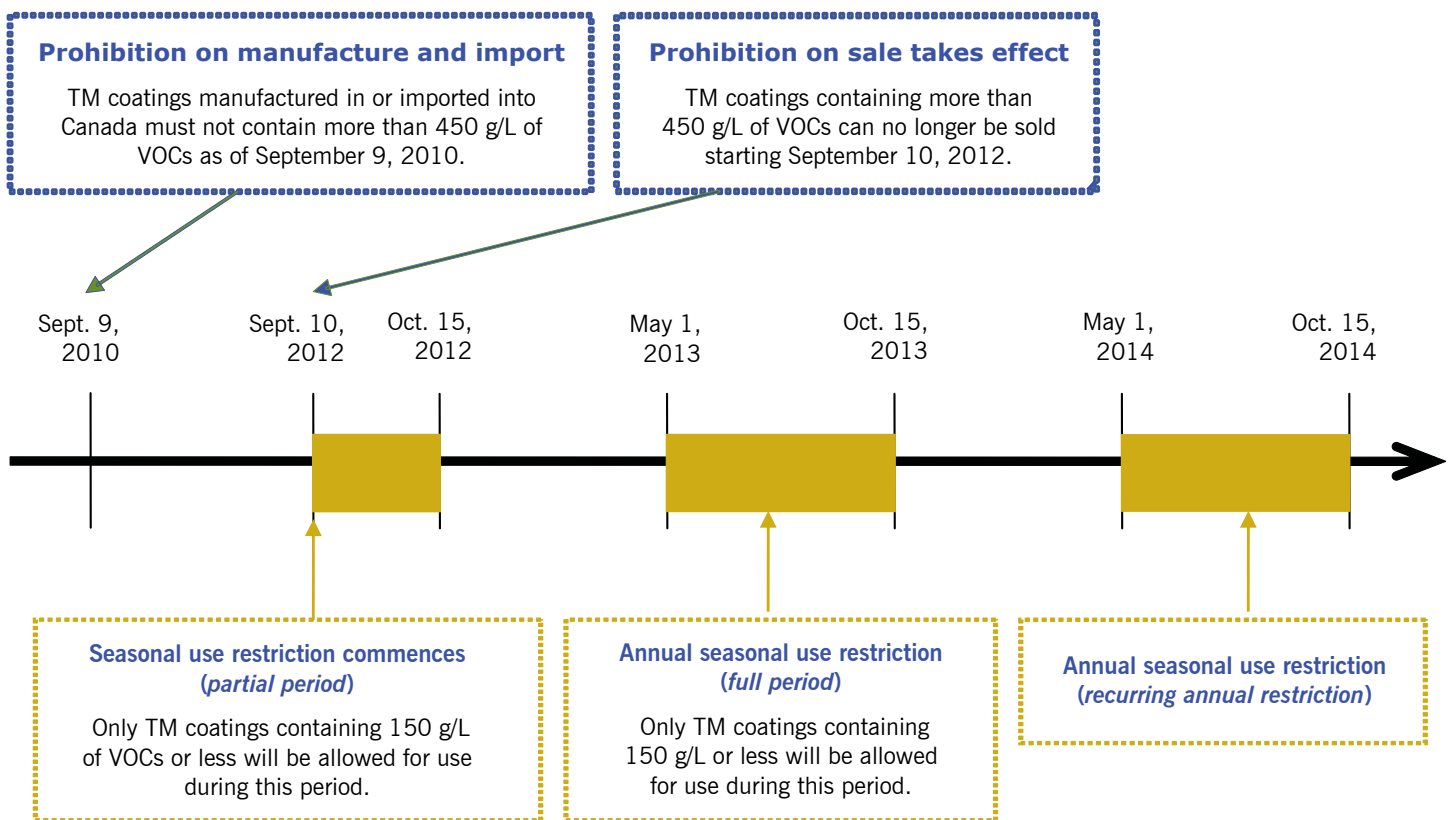 Prohibition on manufacture and import
TM coatings manufactured in or imported into
Canada must not contain more than 450 g/L of
VOCs as of September 9, 2010.
Prohibition on sale takes effect
TM coatings containing more than
450 g/L of VOCs can no longer be sold
starting September 10, 2012.
Sept. 9,
2010
Sept. 10,
2012
Oct. 15,
2012
May 1,
2013
Oct. 15,
2013
May 1,
2014
Oct. 15,
2014
Seasonal use restriction commences
(partial period)
Only TM coatings containing 150 g/L
of VOCs or less will be allowed for use
during this period.
Annual seasonal use restriction
(full period)
Only TM coatings containing
150 g/L or less will be allowed
for use during this period.
Annual seasonal use restriction
(recurring annual restriction)